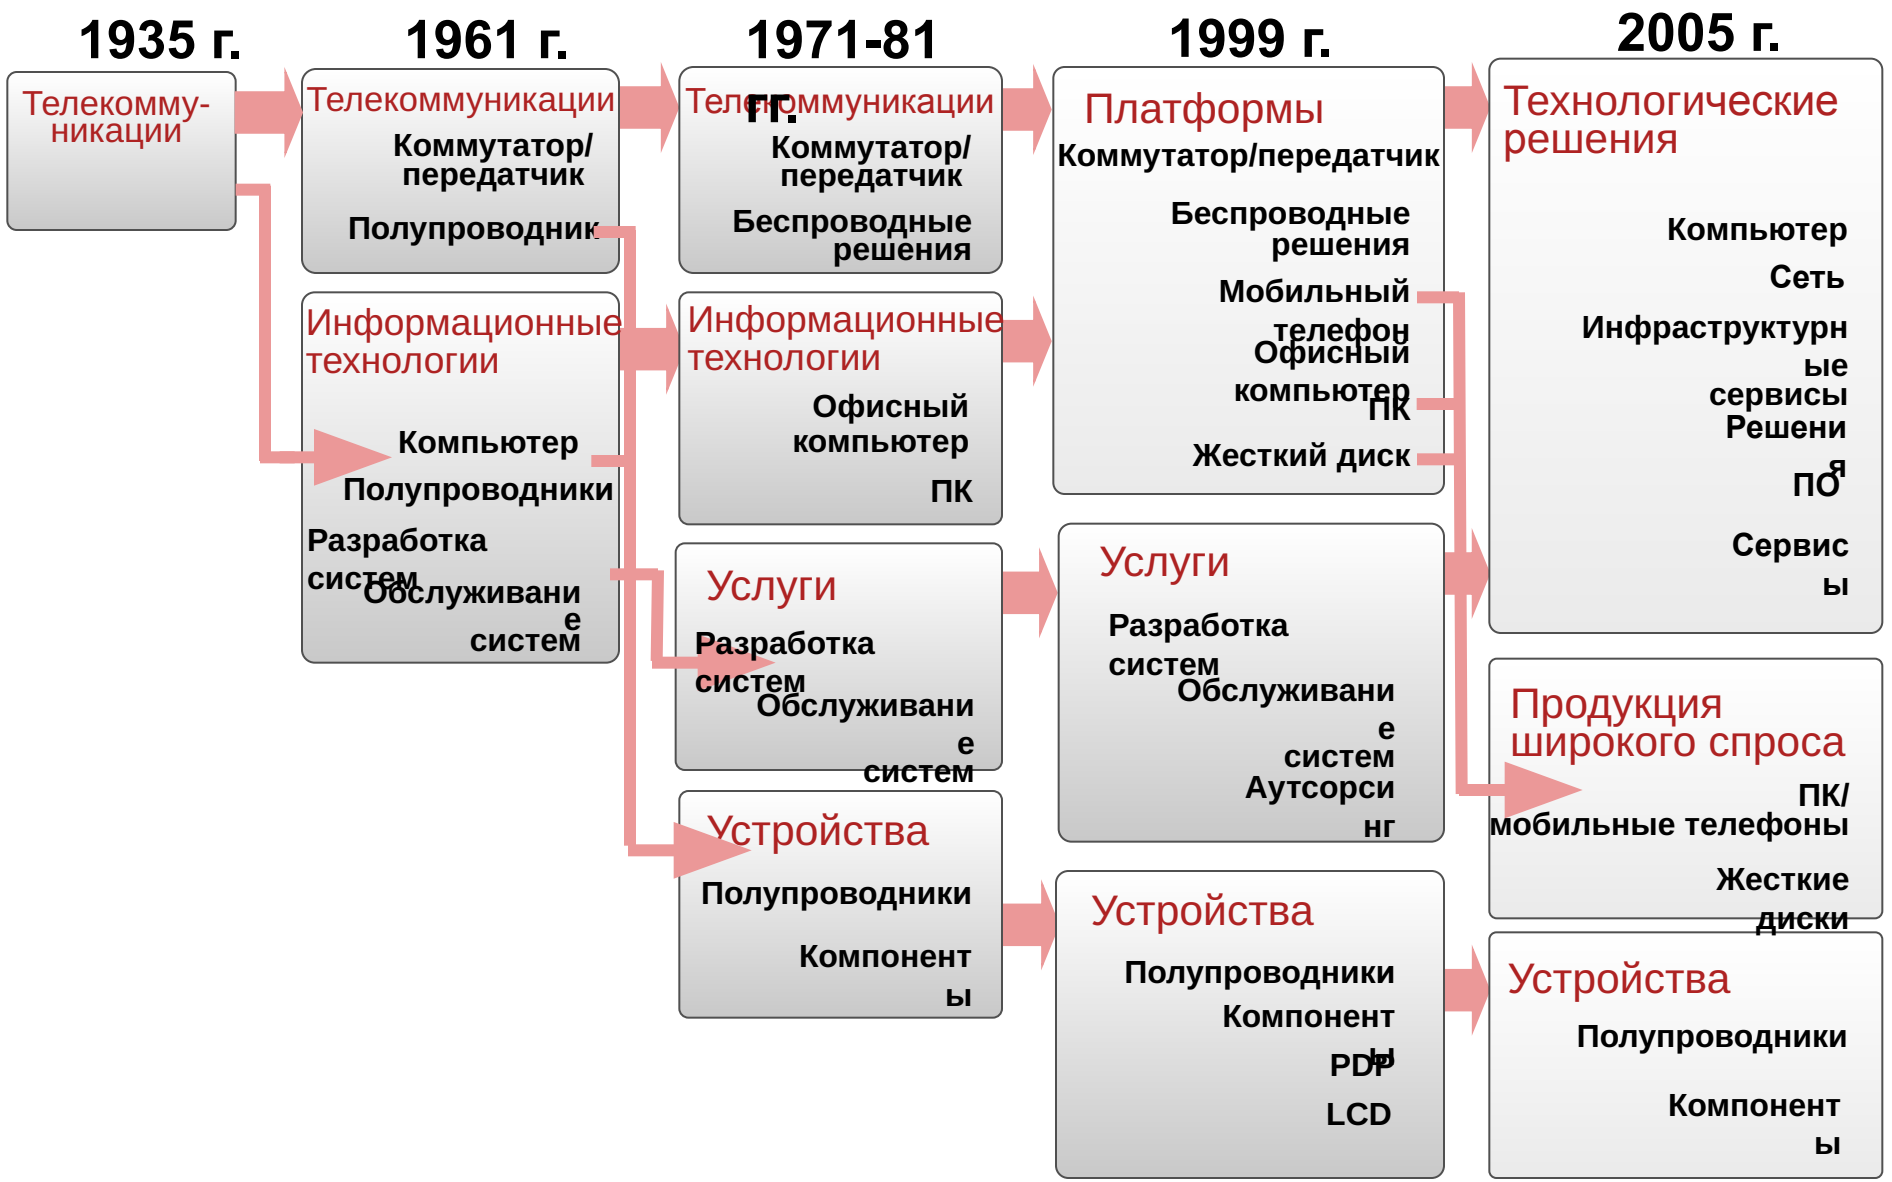 1935 г.
Телекомму-
никации
1961 г.
Телекоммуникации
Коммутатор/
передатчик
Полупроводник
Информационные
технологии
Компьютер
Полупроводники
Разработка
систем
Обслуживани
е
систем
1971-81
гг.
Телекоммуникации
Коммутатор/
передатчик
Беспроводные
решения
Информационные
технологии
Офисный
компьютер
ПК
Услуги
Разработка
систем
Обслуживани
е
систем
Устройства
Полупроводники
Компонент
ы
1999 г.
Платформы
Коммутатор/передатчик
Беспроводные
решения
Мобильный
телефон
Офисный
компьютер
ПК
Жесткий диск
Услуги
Разработка
систем
Обслуживани
е
систем
Аутсорси
нг
Устройства
Полупроводники
Компонент
ы
PDP
LCD
2005 г.
Технологические
решения
Компьютер
Сеть
Инфраструктурн
ые
сервисы
Решени
я
ПО
Сервис
ы
Продукция
широкого спроса
ПК/
мобильные телефоны
Жесткие
диски
Устройства
Полупроводники
Компонент
ы